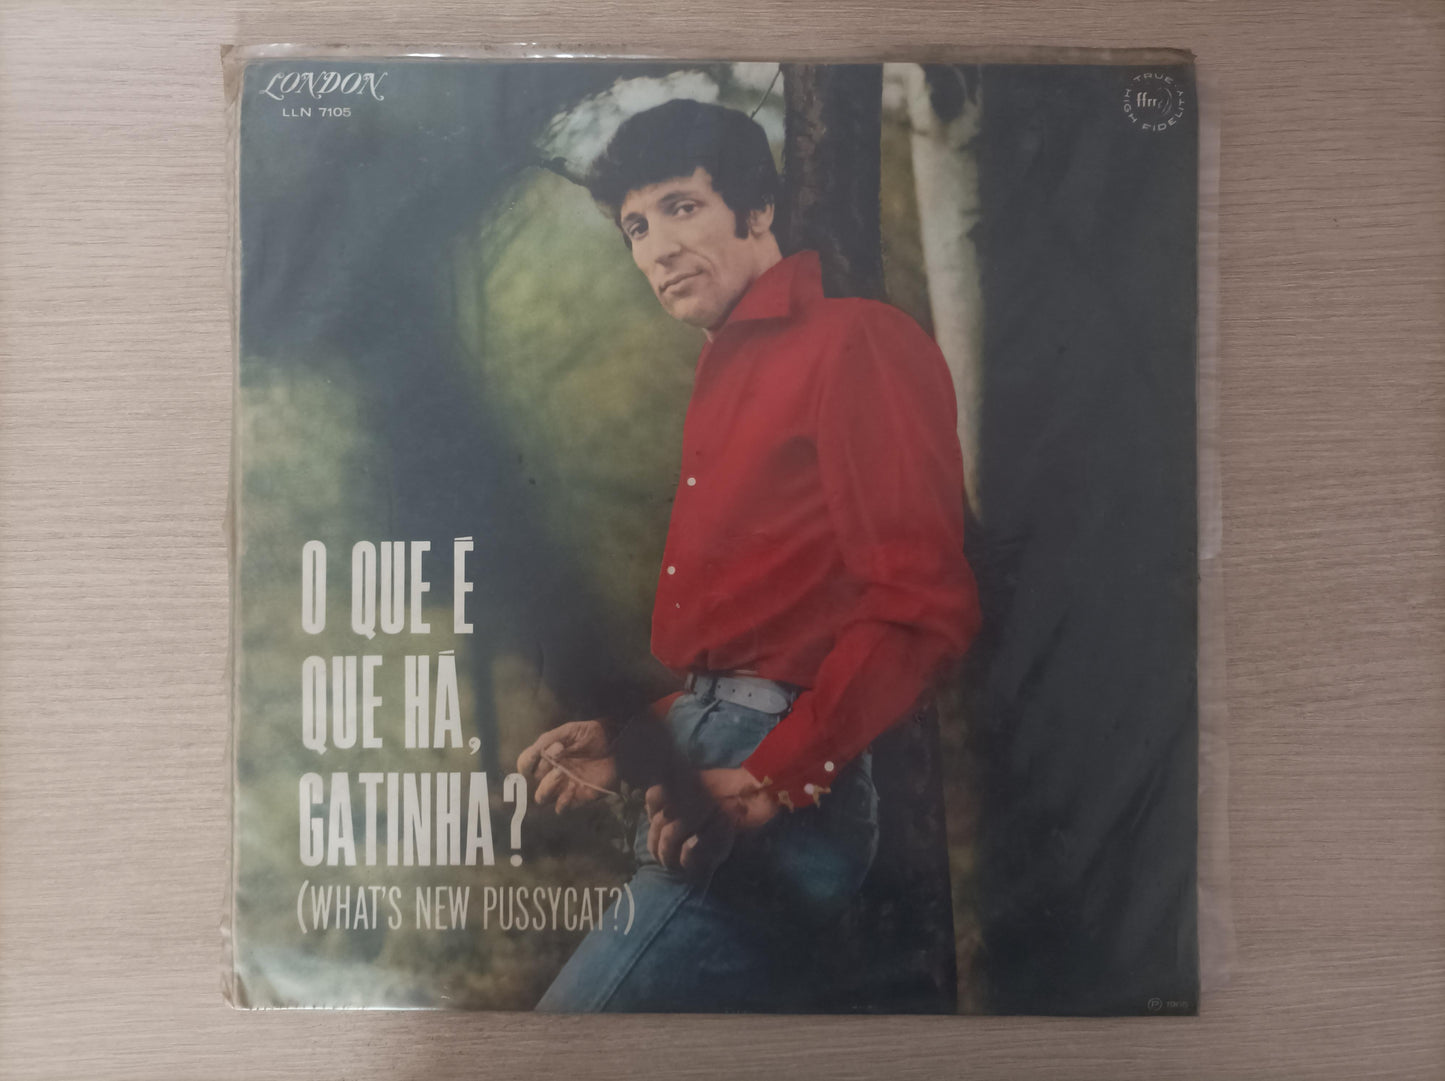 LONDON
LLN 7105
TRUE HIGH FIDELITY
ffrr
O QUE É
QUE HÁ,
GATINHA?
(WHAT'S NEW PUSSYCAT?)